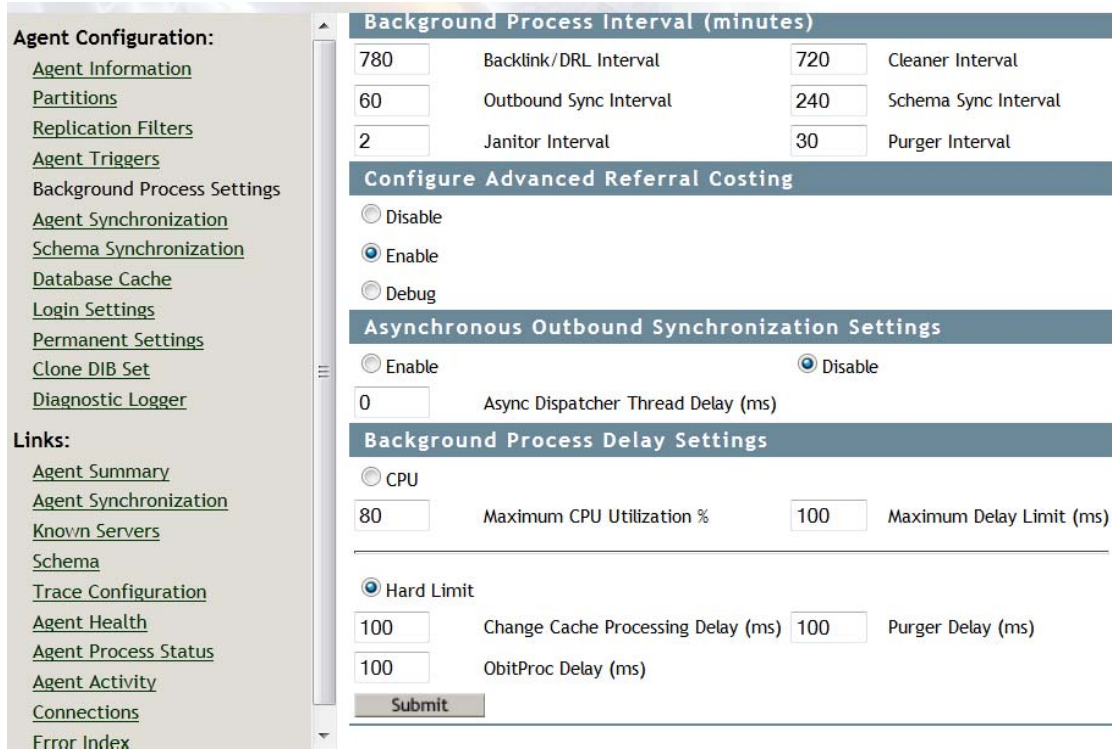 Agent Configuration:
Agent Information
Partitions
Replication Filters
Agent Triggers
Background Process Settings
Agent Synchronization
Schema Synchronization
Database Cache
Login Settings
Permanent Settings
Clone DIB Set
Diagnostic Logger
Links:
Agent Summary
Agent Synchronization
Known Servers
Schema
Trace Configuration
Agent Health
Agent Process Status
Agent Activity
Connections
Error Index
Background Process Interval (minutes)
780 Backlink/DRL Interval 720 Cleaner Interval
60 Outbound Sync Interval 240 Schema Sync Interval
2 Janitor Interval 30 Purger Interval
Configure Advanced Referral Costing
Disable
Enable
Debug
Asynchronous Outbound Synchronization Settings
Enable Disable
0 Async Dispatcher Thread Delay (ms)
Background Process Delay Settings
CPU
80 Maximum CPU Utilization % 100 Maximum Delay Limit (ms)
Hard Limit
100 Change Cache Processing Delay (ms) 100 Purger Delay (ms)
100 ObitProc Delay (ms)
Submit